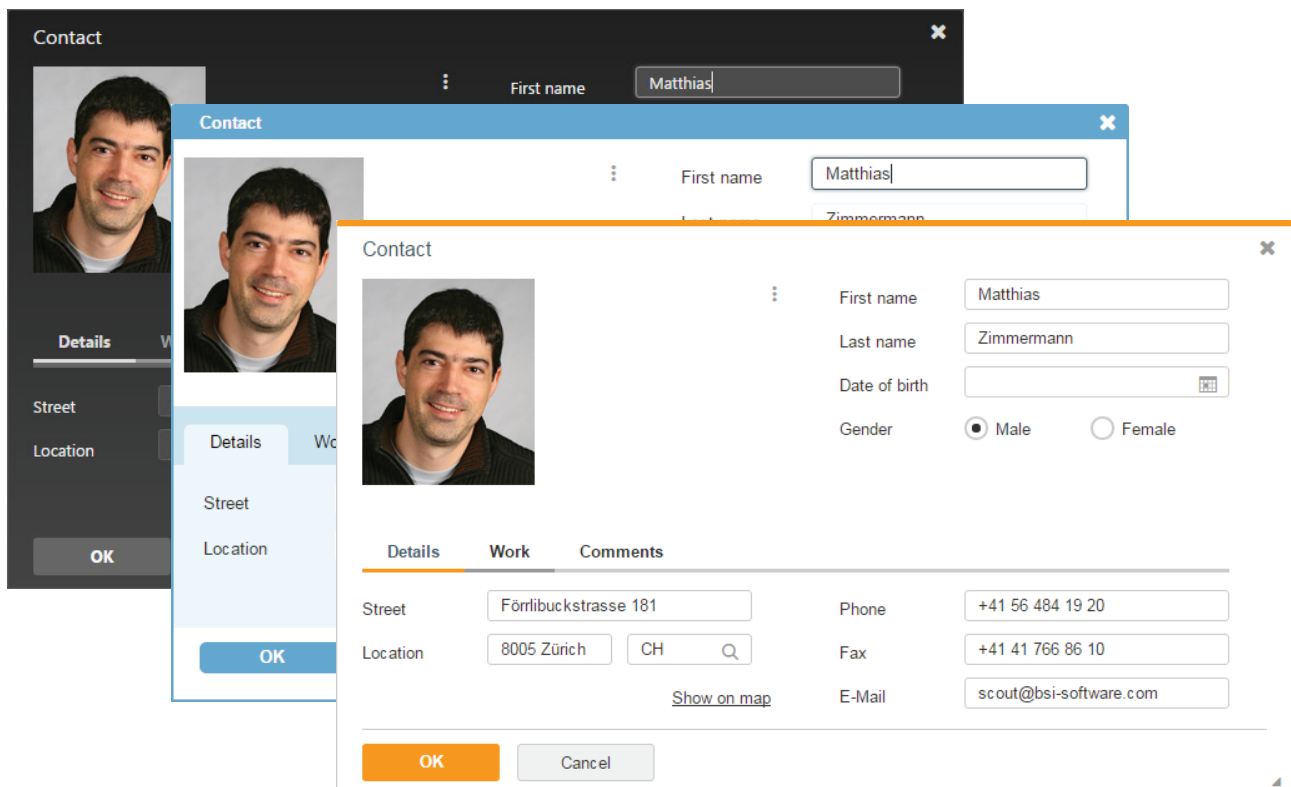 Contact
First name Matthias
Details W
Street
Location
OK
Contact
First name Matthias
Last name Zimmermann
Details Wo
Street
Location
OK
Contact
First name Matthias
Last name Zimmermann
Date of birth
Gender Male Female
Details Work Comments
Street Förrlibuckstrasse 181 Phone +41 56 484 19 20
Location 8005 Zürich CH Fax +41 41 766 86 10
Show on map E-Mail scout@bsi-software.com
OK Cancel